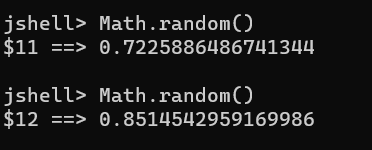 jshell> Math.random()
$11 ==> 0.7225886486741344
jshell> Math.random()
$12 ==> 0.8514542959169986